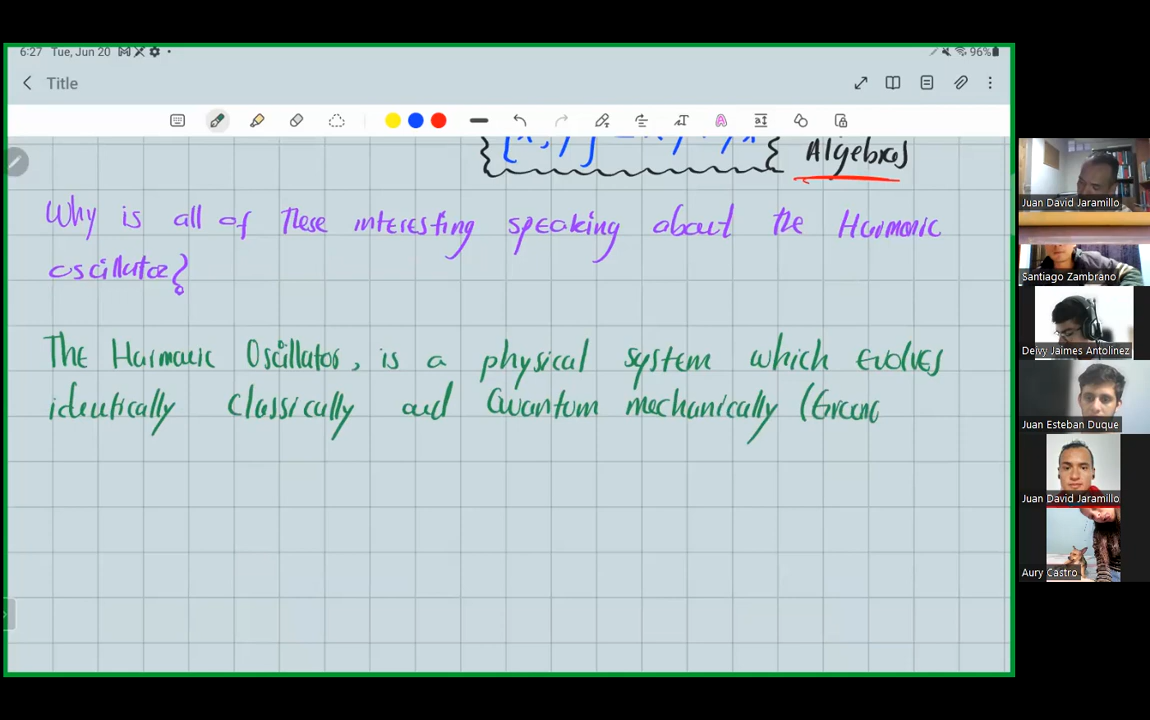 6:27 Tue, Jun 20 96%
Title
Algebras
Why is all of these interesting speaking about the Harmonic
oscillator?
The Harmonic Oscillator, is a physical system which evolves
identically classically and Quantum mechanically (Ground
Juan David Jaramillo
Santiago Zambrano
Deivy Jaimes Antolinez
Juan Esteban Duque
Juan David Jaramillo
Aury Castro